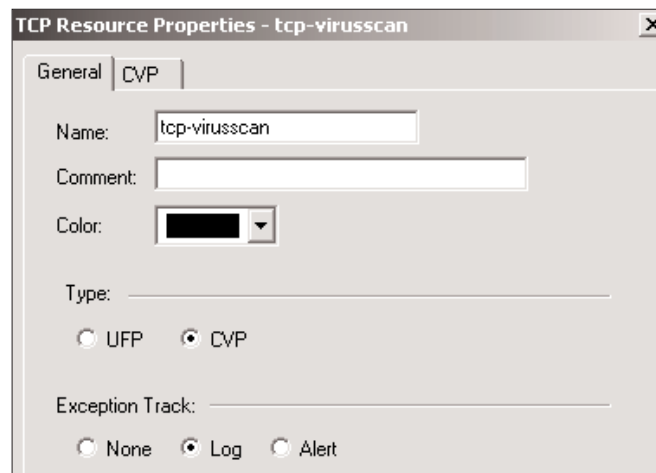 TCP Resource Properties - tcp-virusscan
General CVP
Name: tcp-virusscan
Comment:
Color:
Type:
UFP CVP
Exception Track:
None Log Alert